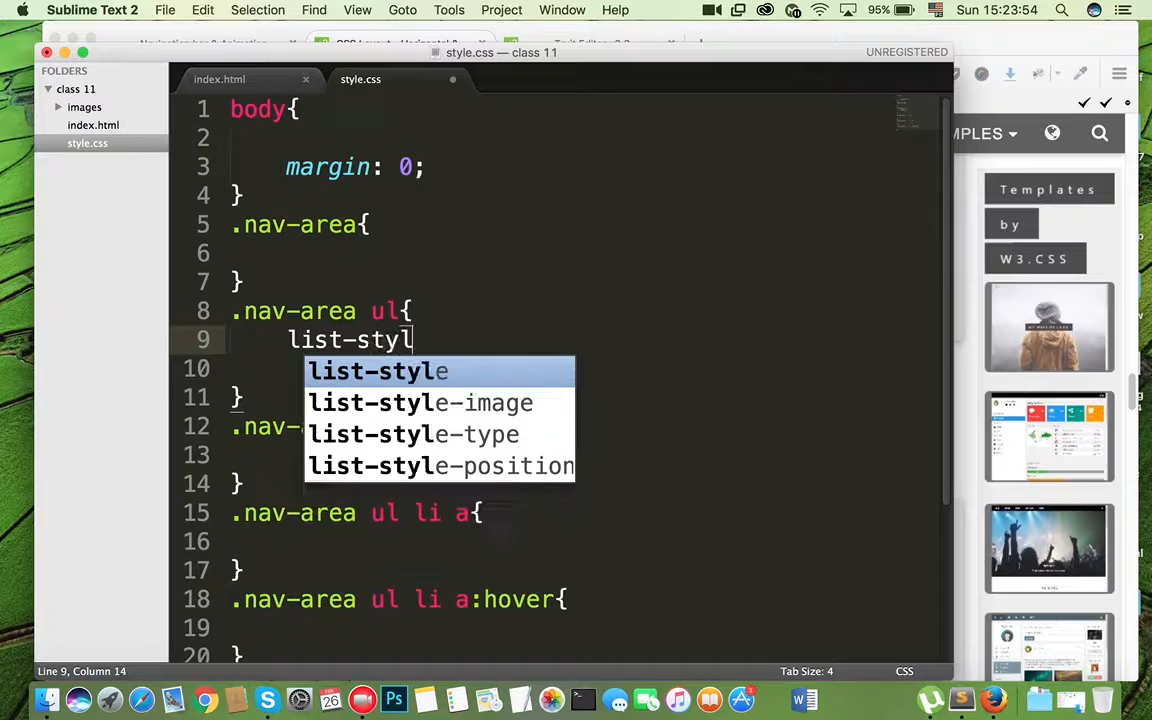 Sublime Text 2 File Edit Selection Find View Goto Tools Project Window Help 95% Sun 15:23:54
style.css — class 11
UNREGISTERED
FOLDERS
class 11
images
index.html
style.css
index.html
style.css
1 body{
2
3 margin: 0;
4 }
5 .nav-area{
6
7 }
8 .nav-area ul{
9 list-styl
10
11 }
12 .nav-
13
14 }
15 .nav-area ul li a{
16
17 }
18 .nav-area ul li a:hover{
19
20 }
list-style
list-style-image
list-style-type
list-style-position
Line 9, Column 14
Tab Size: 4
CSS
MPLES
Templates
by
W3.CSS
FEB
26
Ps